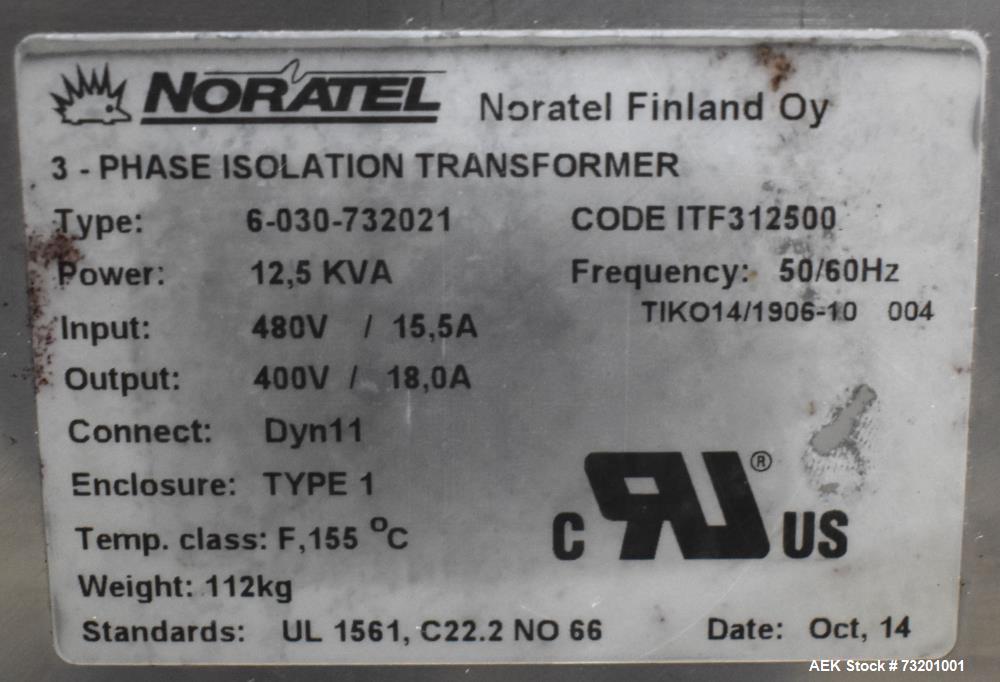 NORATEL Noratel Finland Oy
3 - PHASE ISOLATION TRANSFORMER
Type: 6-030-732021 CODE ITF312500
Power: 12,5 KVA Frequency: 50/60Hz
Input: 480V / 15,5A TIKO14/1906-10 004
Output: 400V / 18,0A
Connect: Dyn11
Enclosure: TYPE 1
Temp. class: F,155 °C
C RU ® US
Weight: 112kg
Standards: UL 1561, C22.2 NO 66 Date: Oct, 14
AEK Stock # 73201001